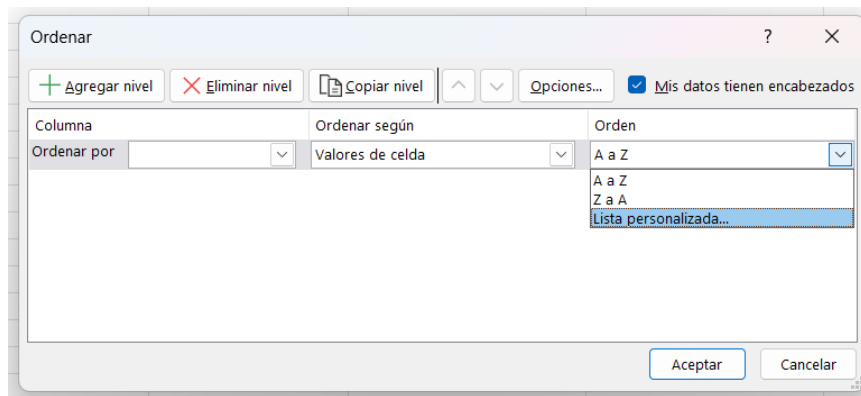 Ordenar ?
Agregar nivel Eliminar nivel Copiar nivel Opciones... Mis datos tienen encabezados
Columna Ordenar según Orden
Ordenar por Valores de celda A a Z
A a Z
Z a A
Lista personalizada...
Aceptar Cancelar